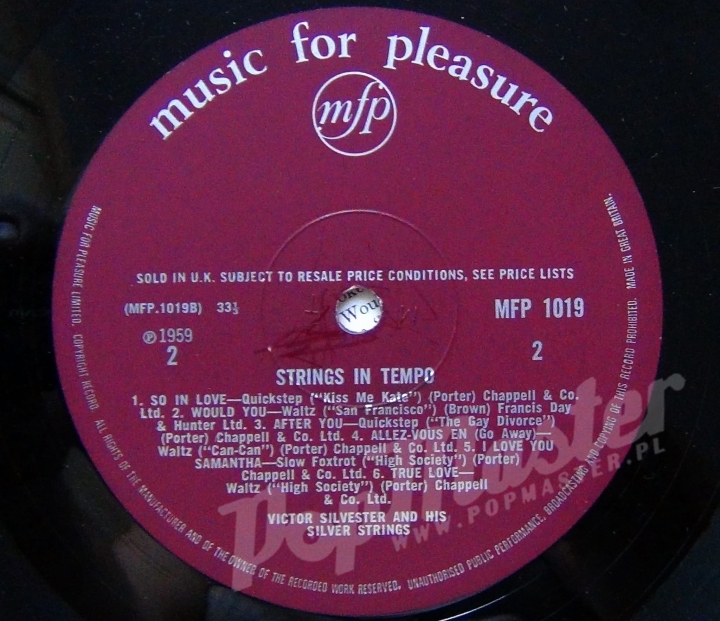 music for pleasure
mfp
SOLD IN U.K. SUBJECT TO RESALE PRICE CONDITIONS, SEE PRICE LISTS
(MFP.1019B) 33⅓
MFP 1019
Ⓟ1959
2
2
Wou
STRINGS IN TEMPO
1. SO IN LOVE—Quickstep ("Kiss Me Kate") (Porter) Chappell & Co.
Ltd. 2. WOULD YOU—Waltz ("San Francisco") (Brown) Francis Day
& Hunter Ltd. 3. AFTER YOU—Quickstep ("The Gay Divorce")
(Porter) Chappell & Co. Ltd. 4. ALLEZ-VOUS EN (Go Away)—
Waltz ("Can-Can") (Porter) Chappell & Co. Ltd. 5. I LOVE YOU
SAMANTHA—Slow Foxtrot ("High Society") (Porter)
Chappell & Co. Ltd. 6. TRUE LOVE—
Waltz ("High Society") (Porter) Chappell
& Co. Ltd.
VICTOR SILVESTER AND HIS
SILVER STRINGS
MUSIC FOR PLEASURE LIMITED. COPYRIGHT RECORD. ALL RIGHTS OF THE MANUFACTURER AND OF THE OWNER OF THE RECORDED WORK RESERVED. UNAUTHORISED PUBLIC PERFORMANCE, BROADCASTING AND COPYING OF THIS RECORD PROHIBITED. MADE IN GREAT BRITAIN.
Popmaster
WWW.POPMASTER.PL